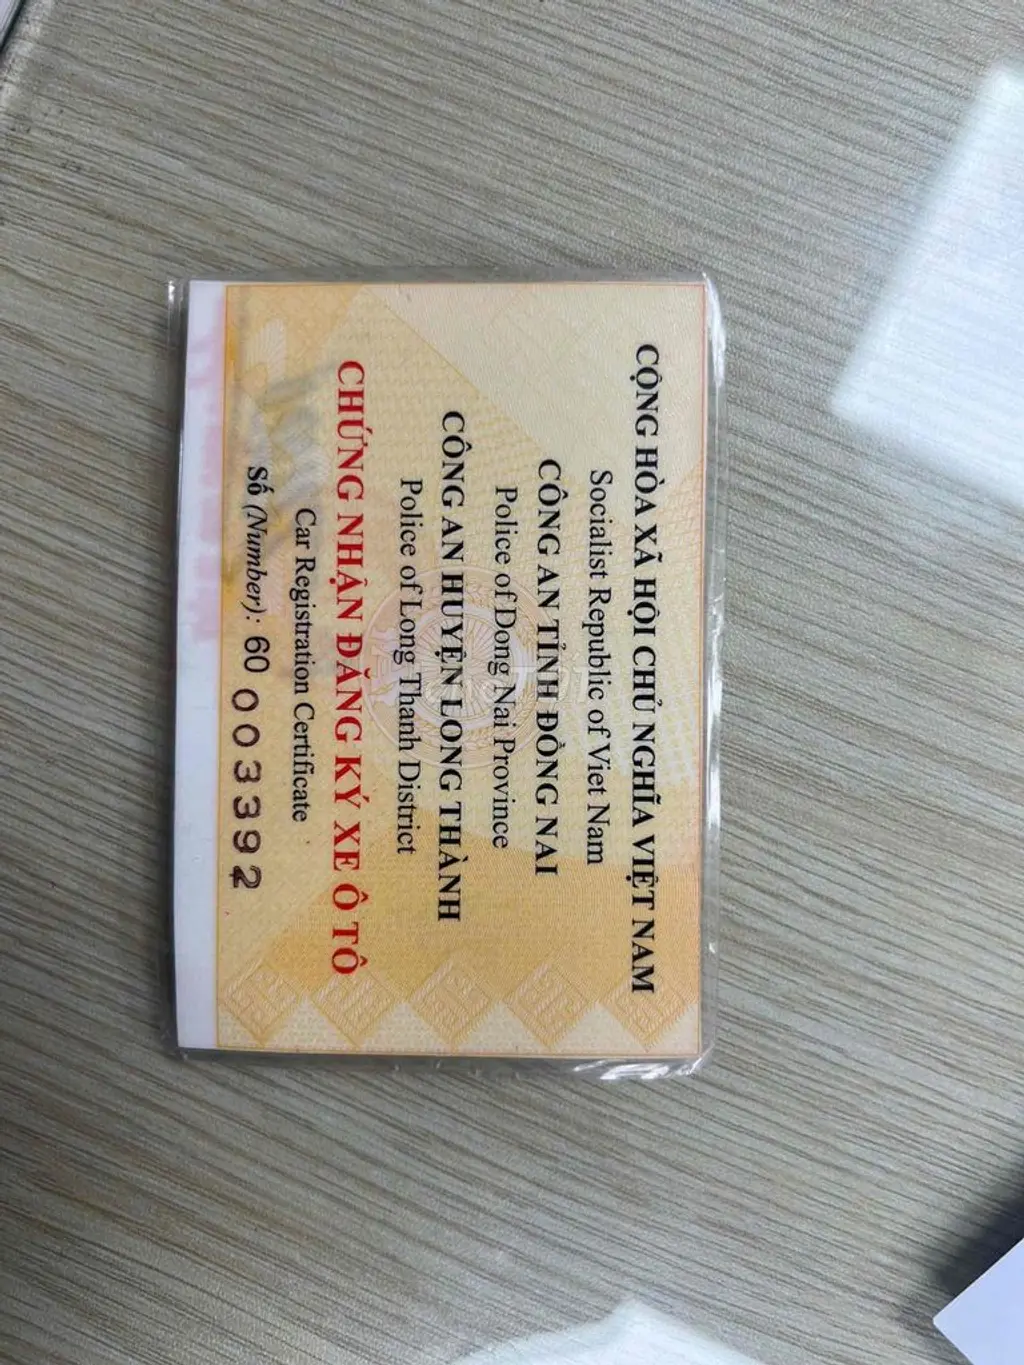 CỘNG HÒA XÃ HỘI CHỦ NGHĨA VIỆT NAM
Socialist Republic of Viet Nam
CÔNG AN TỈNH ĐỒNG NAI
Police of Dong Nai Province
CÔNG AN HUYỆN LONG THÀNH
Police of Long Thanh District
CHỨNG NHẬN ĐĂNG KÝ XE Ô TÔ
Car Registration Certificate
Số (Number): 60 003392